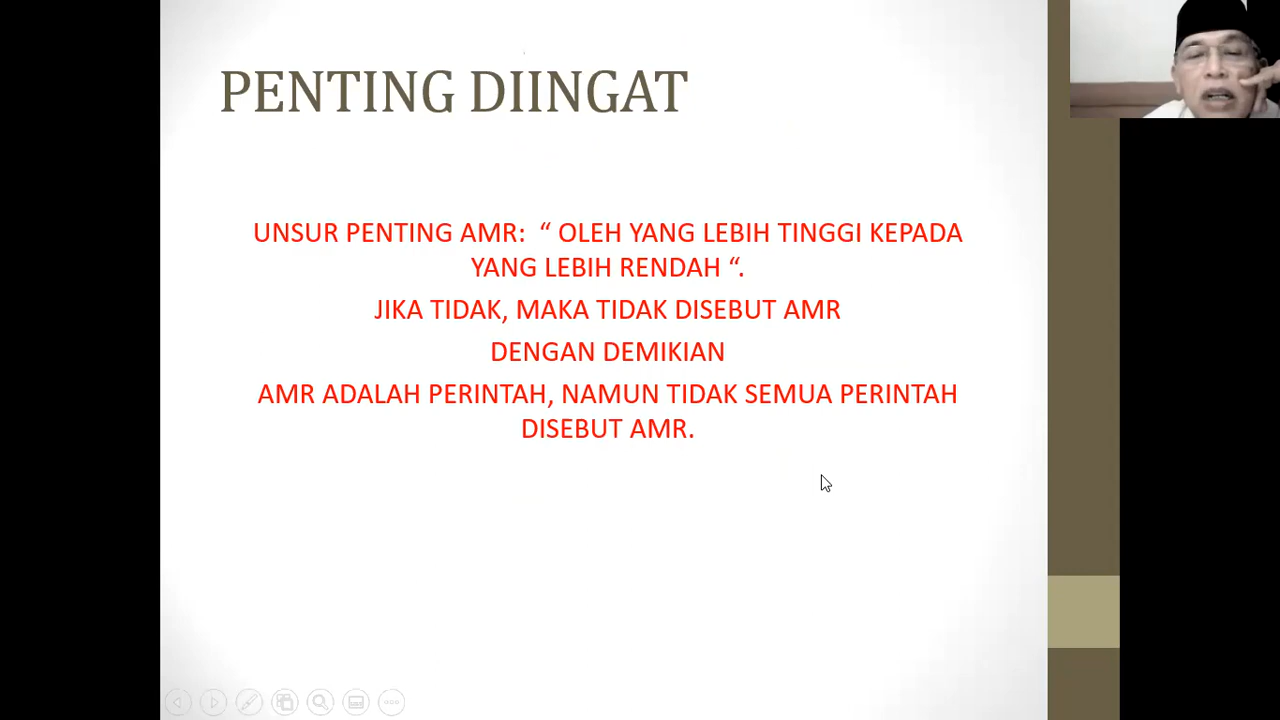 PENTING DIINGAT
UNSUR PENTING AMR: “ OLEH YANG LEBIH TINGGI KEPADA
YANG LEBIH RENDAH “.
JIKA TIDAK, MAKA TIDAK DISEBUT AMR
DENGAN DEMIKIAN
AMR ADALAH PERINTAH, NAMUN TIDAK SEMUA PERINTAH
DISEBUT AMR.